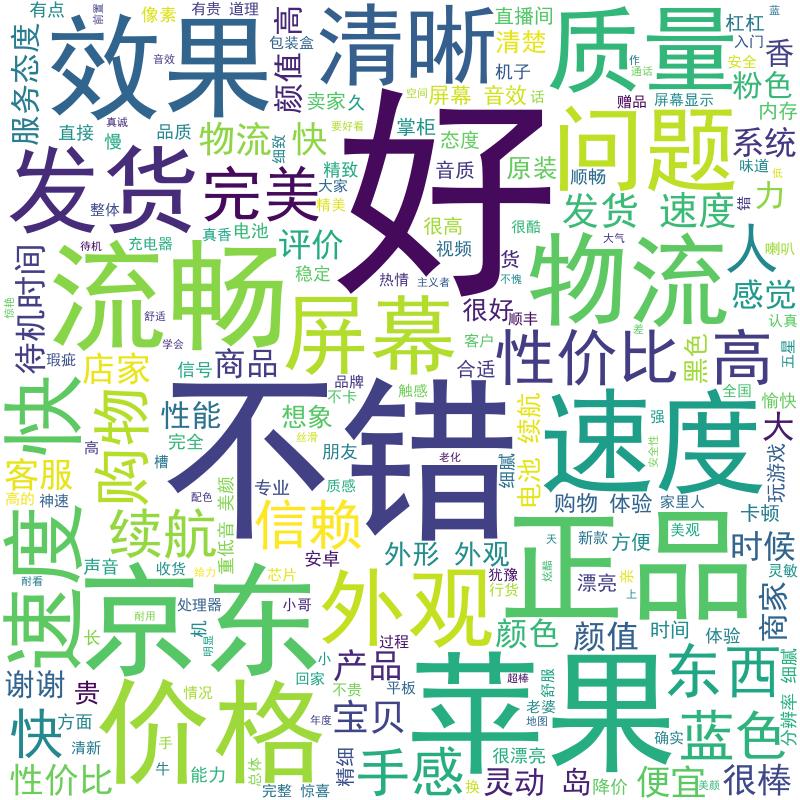 有点
像素
前置
有贵
道理
高
清晰
直播间
质量
杠杠
蓝
服务态度
效果
音效
包装盒
颜值
清楚
机子
作
通话
入门
安全
香
卖家
久
空间
屏幕
音效
话
赠品
屏幕显示
粉色
内存
直接
真诚
慢
品质
物流
快
细致
要好看
掌柜
态度
好
问题
系统
发货
完美
精致
大家
音质
原装
顺畅
味道
低
整体
精美
很高
很酷
发货
速度
错
力
真香
电池
待机
充电器
评价
视频
货
大气
人
喇叭
待机时间
流畅
稳定
热情
主义者
不愧
物流
感觉
惊艳
舒适
屏幕
很好
顺丰
认真
瑕疵
学会
客户
差
店家
信号
商品
合适
性价比
黑色
高
五星
快
品牌
不卡
触感
全国
愉快
购物
性能
想象
不错
电池
续航
速度
强
大
完全
丝滑
朋友
老化
细腻
安全性
玩游戏
客服
高
槽
高的
神速
配色
专业
质感
购物
体验
家里人
卡顿
续航
重低音
美颜
信赖
正品
新款
方便
美观
时候
速度
声音
收货
安卓
外形
外观
天
炫酷
灵敏
耐看
给力
芯片
犹豫
行货
漂亮
亲
上
商家
京东
处理器
耐用
小哥
外观
颜色
颜值
时间
体验
长
机
明显
过程
谢谢
贵
小
回家
产品
超棒
苹果
老婆
舒服
东西
细腻
分辨率
快
方面
价格
情况
不贵
平板
地图
宝贝
年度
确实
蓝色
清新
手
很漂亮
性价比
牛
能力
总体
完整
惊喜
精细
手感
换
灵动
岛
降价
便宜
美颜
很棒